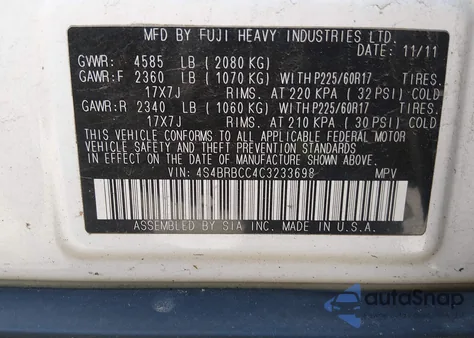 MFD BY FUJI HEAVY INDUSTRIES LTD.
DATE: 11/11
GVWR: 4585 LB (2080 KG)
GAWR:F 2360 LB (1070 KG) WITH P225/60R17
17X7J RIMS. AT 220 KPA (32 PSI) COLD
GAWR:R 2340 LB (1060 KG) WITH P225/60R17
17X7J RIMS. AT 210 KPA (30 PSI) COLD
THIS VEHICLE CONFORMS TO ALL APPLICABLE FEDERAL MOTOR
VEHICLE SAFETY AND THEFT PREVENTION STANDARDS IN EFFECT ON THE
DATE OF MANUFACTURE SHOWN ABOVE.
VIN: 4S4BRBCC4C3233698 MPV
ASSEMBLED BY SIA INC. MADE IN U.S.A.
autoSnap